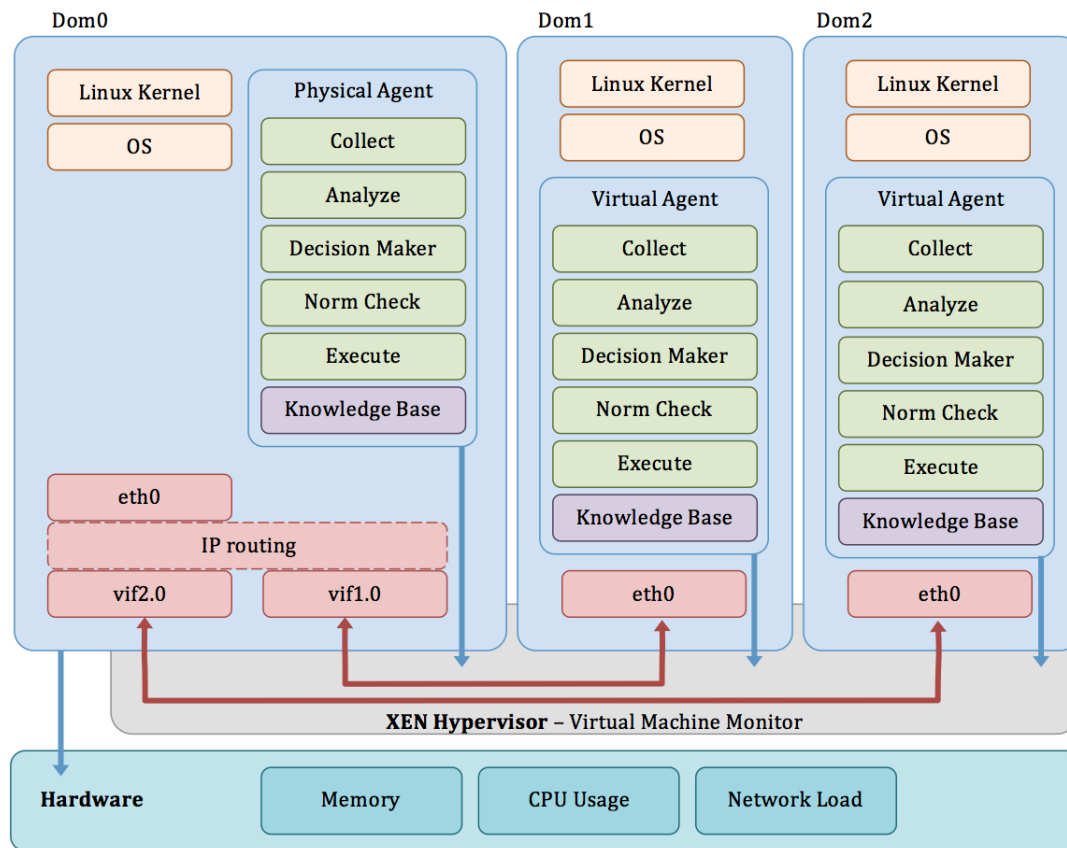 Dom0
Linux Kernel
OS
Physical Agent
Collect
Analyze
Decision Maker
Norm Check
Execute
Knowledge Base
eth0
IP routing
vif2.0
vif1.0
Dom1
Linux Kernel
OS
Virtual Agent
Collect
Analyze
Decision Maker
Norm Check
Execute
Knowledge Base
eth0
Dom2
Linux Kernel
OS
Virtual Agent
Collect
Analyze
Decision Maker
Norm Check
Execute
Knowledge Base
eth0
XEN Hypervisor – Virtual Machine Monitor
Hardware
Memory
CPU Usage
Network Load